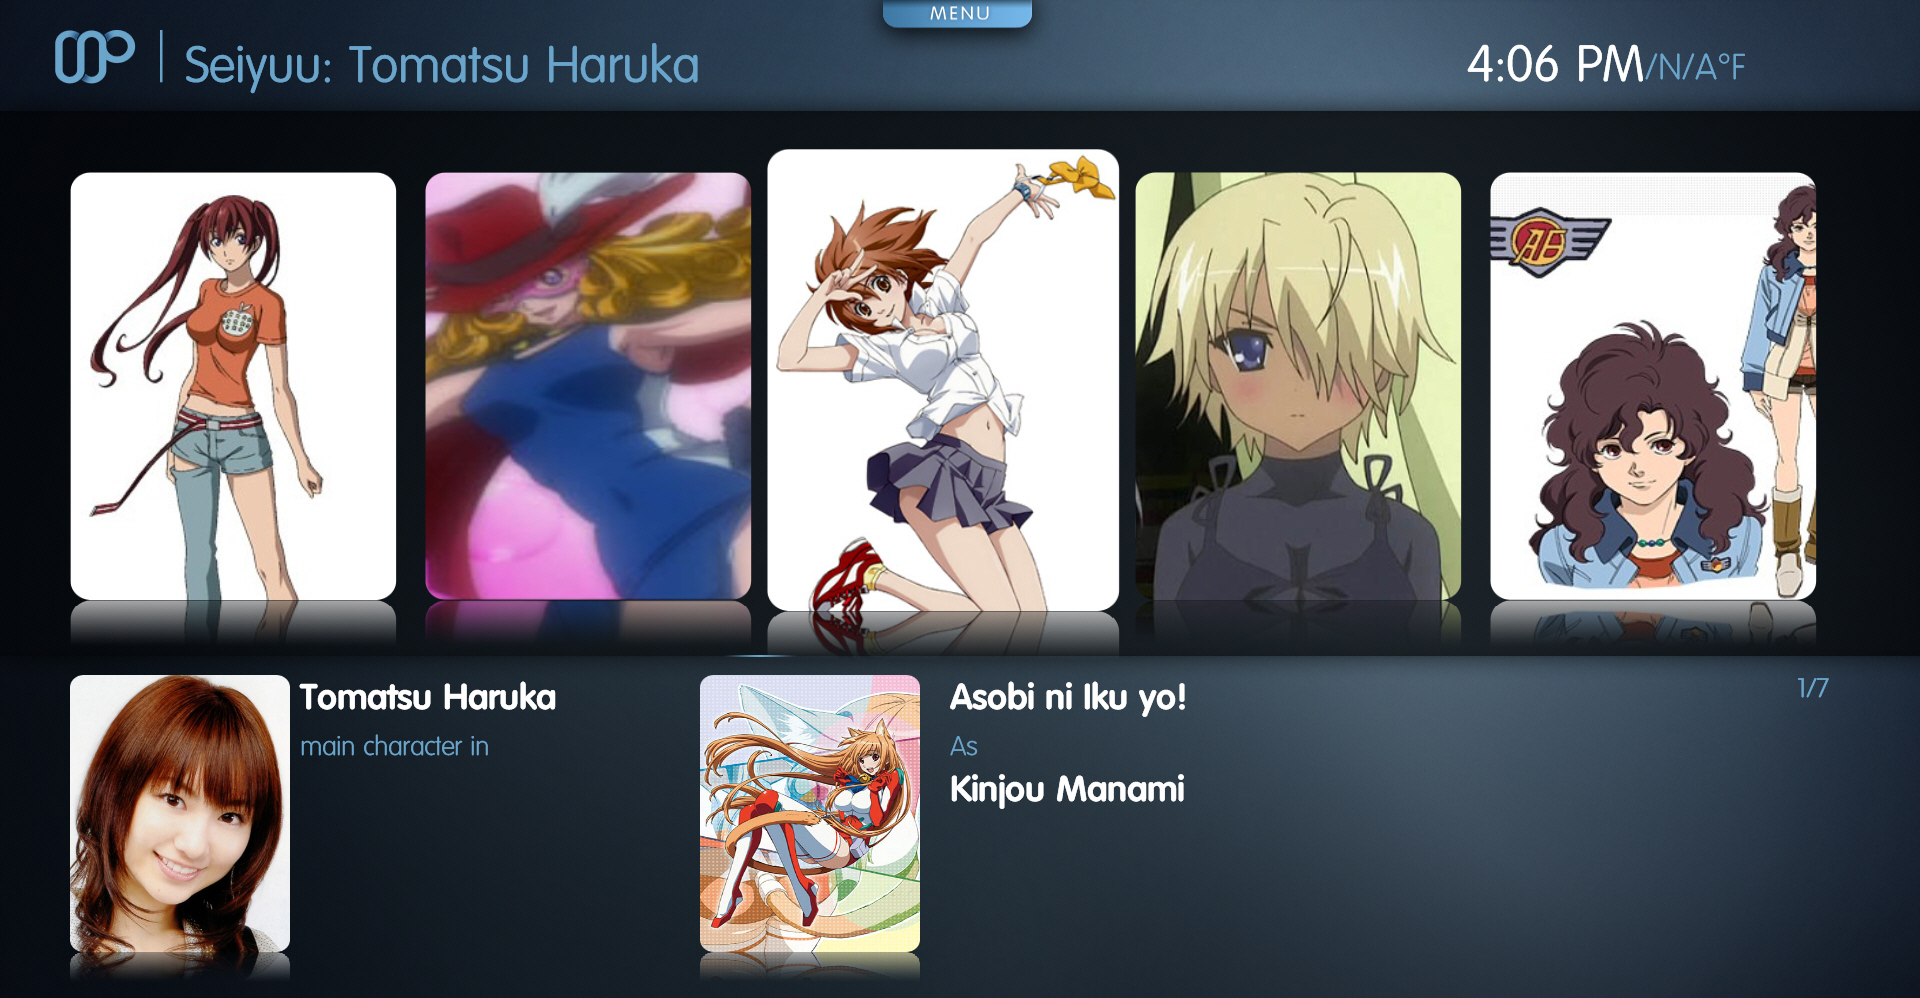 MENU
Seiyuu: Tomatsu Haruka
4:06 PM/N/A°F
AB
Tomatsu Haruka
main character in
Asobi ni Iku yo!
As
Kinjou Manami
1/7